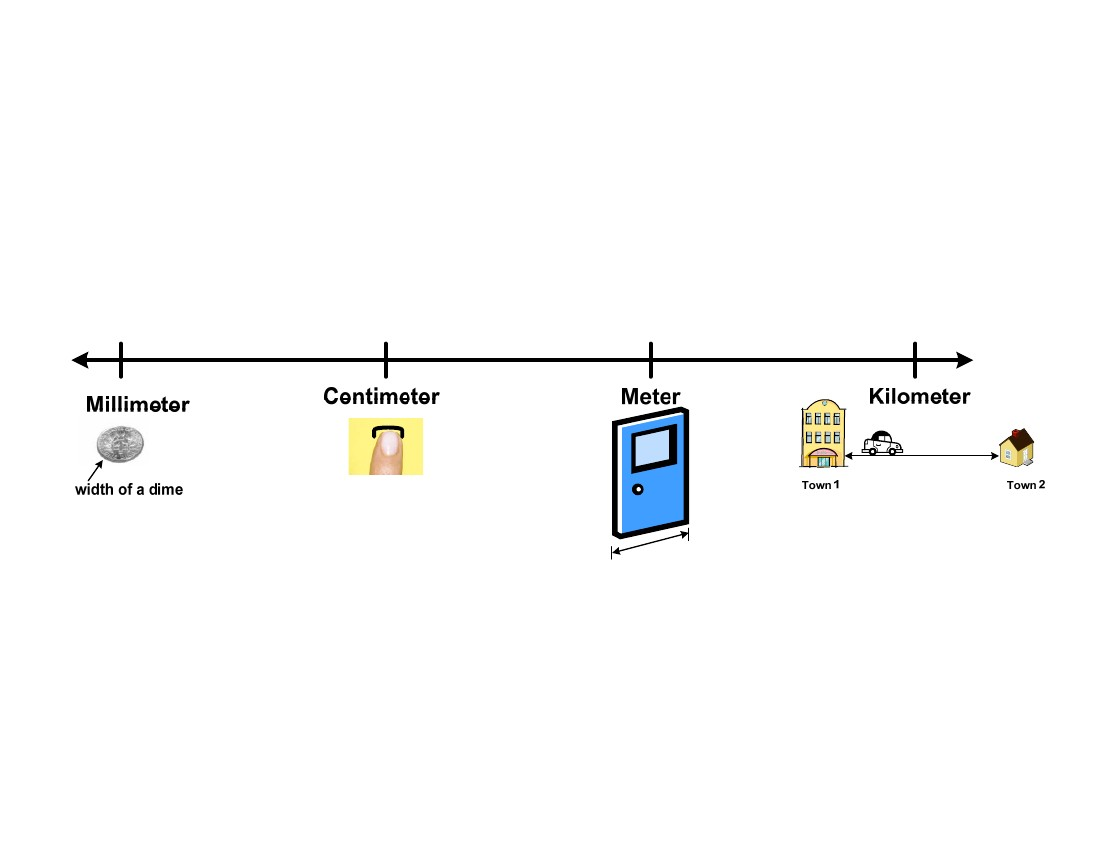 Millimeter
Centimeter
Meter
Kilometer
width of a dime
Town 1
Town 2